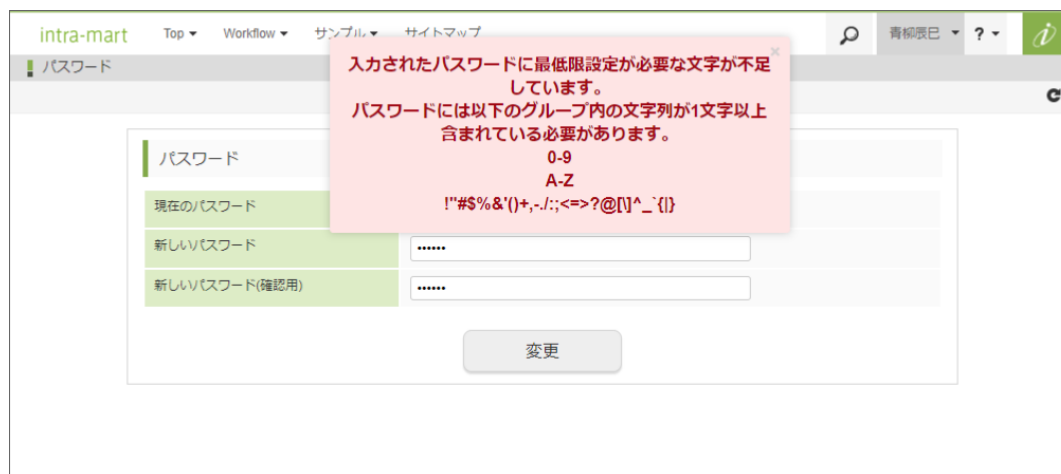 intra-mart Top Workflow サンプル サイトマップ 青柳辰巳 ?
パスワード
入力されたパスワードに最低限設定が必要な文字が不足
しています。
パスワードには以下のグループ内の文字列が1文字以上
含まれている必要があります。
0-9
A-Z
!"#$%&'()+,-./:;<=>?@[\]^_`{|}
パスワード
現在のパスワード
新しいパスワード
新しいパスワード(確認用)
変更